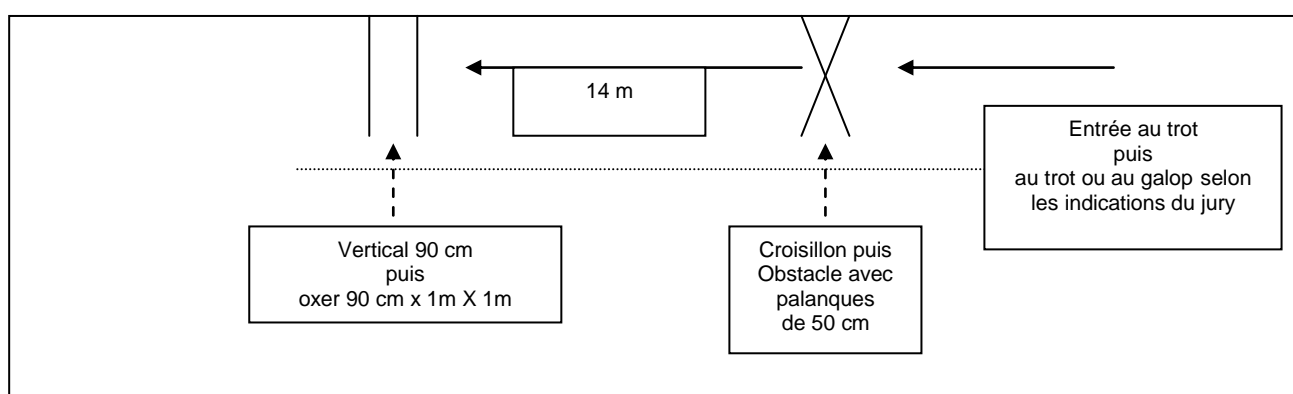 14 m
Entrée au trot
puis
au trot ou au galop selon
les indications du jury
Vertical 90 cm
puis
oxer 90 cm x 1m X 1m
Croisillon puis
Obstacle avec
palanques
de 50 cm